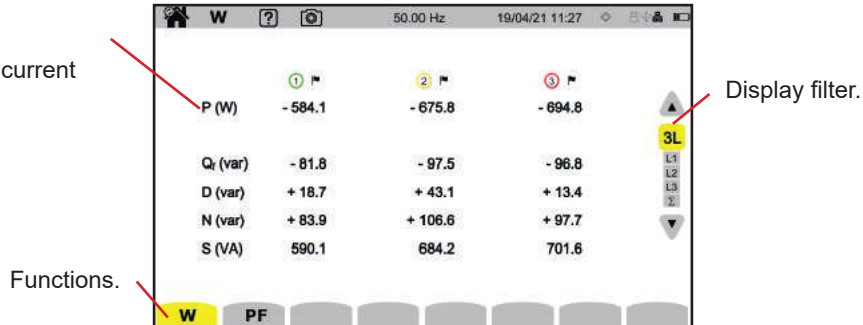 W ? 50.00 Hz 19/04/21 11:27
current
1 2 3
P (W) - 584.1 - 675.8 - 694.8
Display filter.
3L
L1
L2
L3
Σ
Qf (var) - 81.8 - 97.5 - 96.8
D (var) + 18.7 + 43.1 + 13.4
N (var) + 83.9 + 106.6 + 97.7
S (VA) 590.1 684.2 701.6
Functions.
W PF